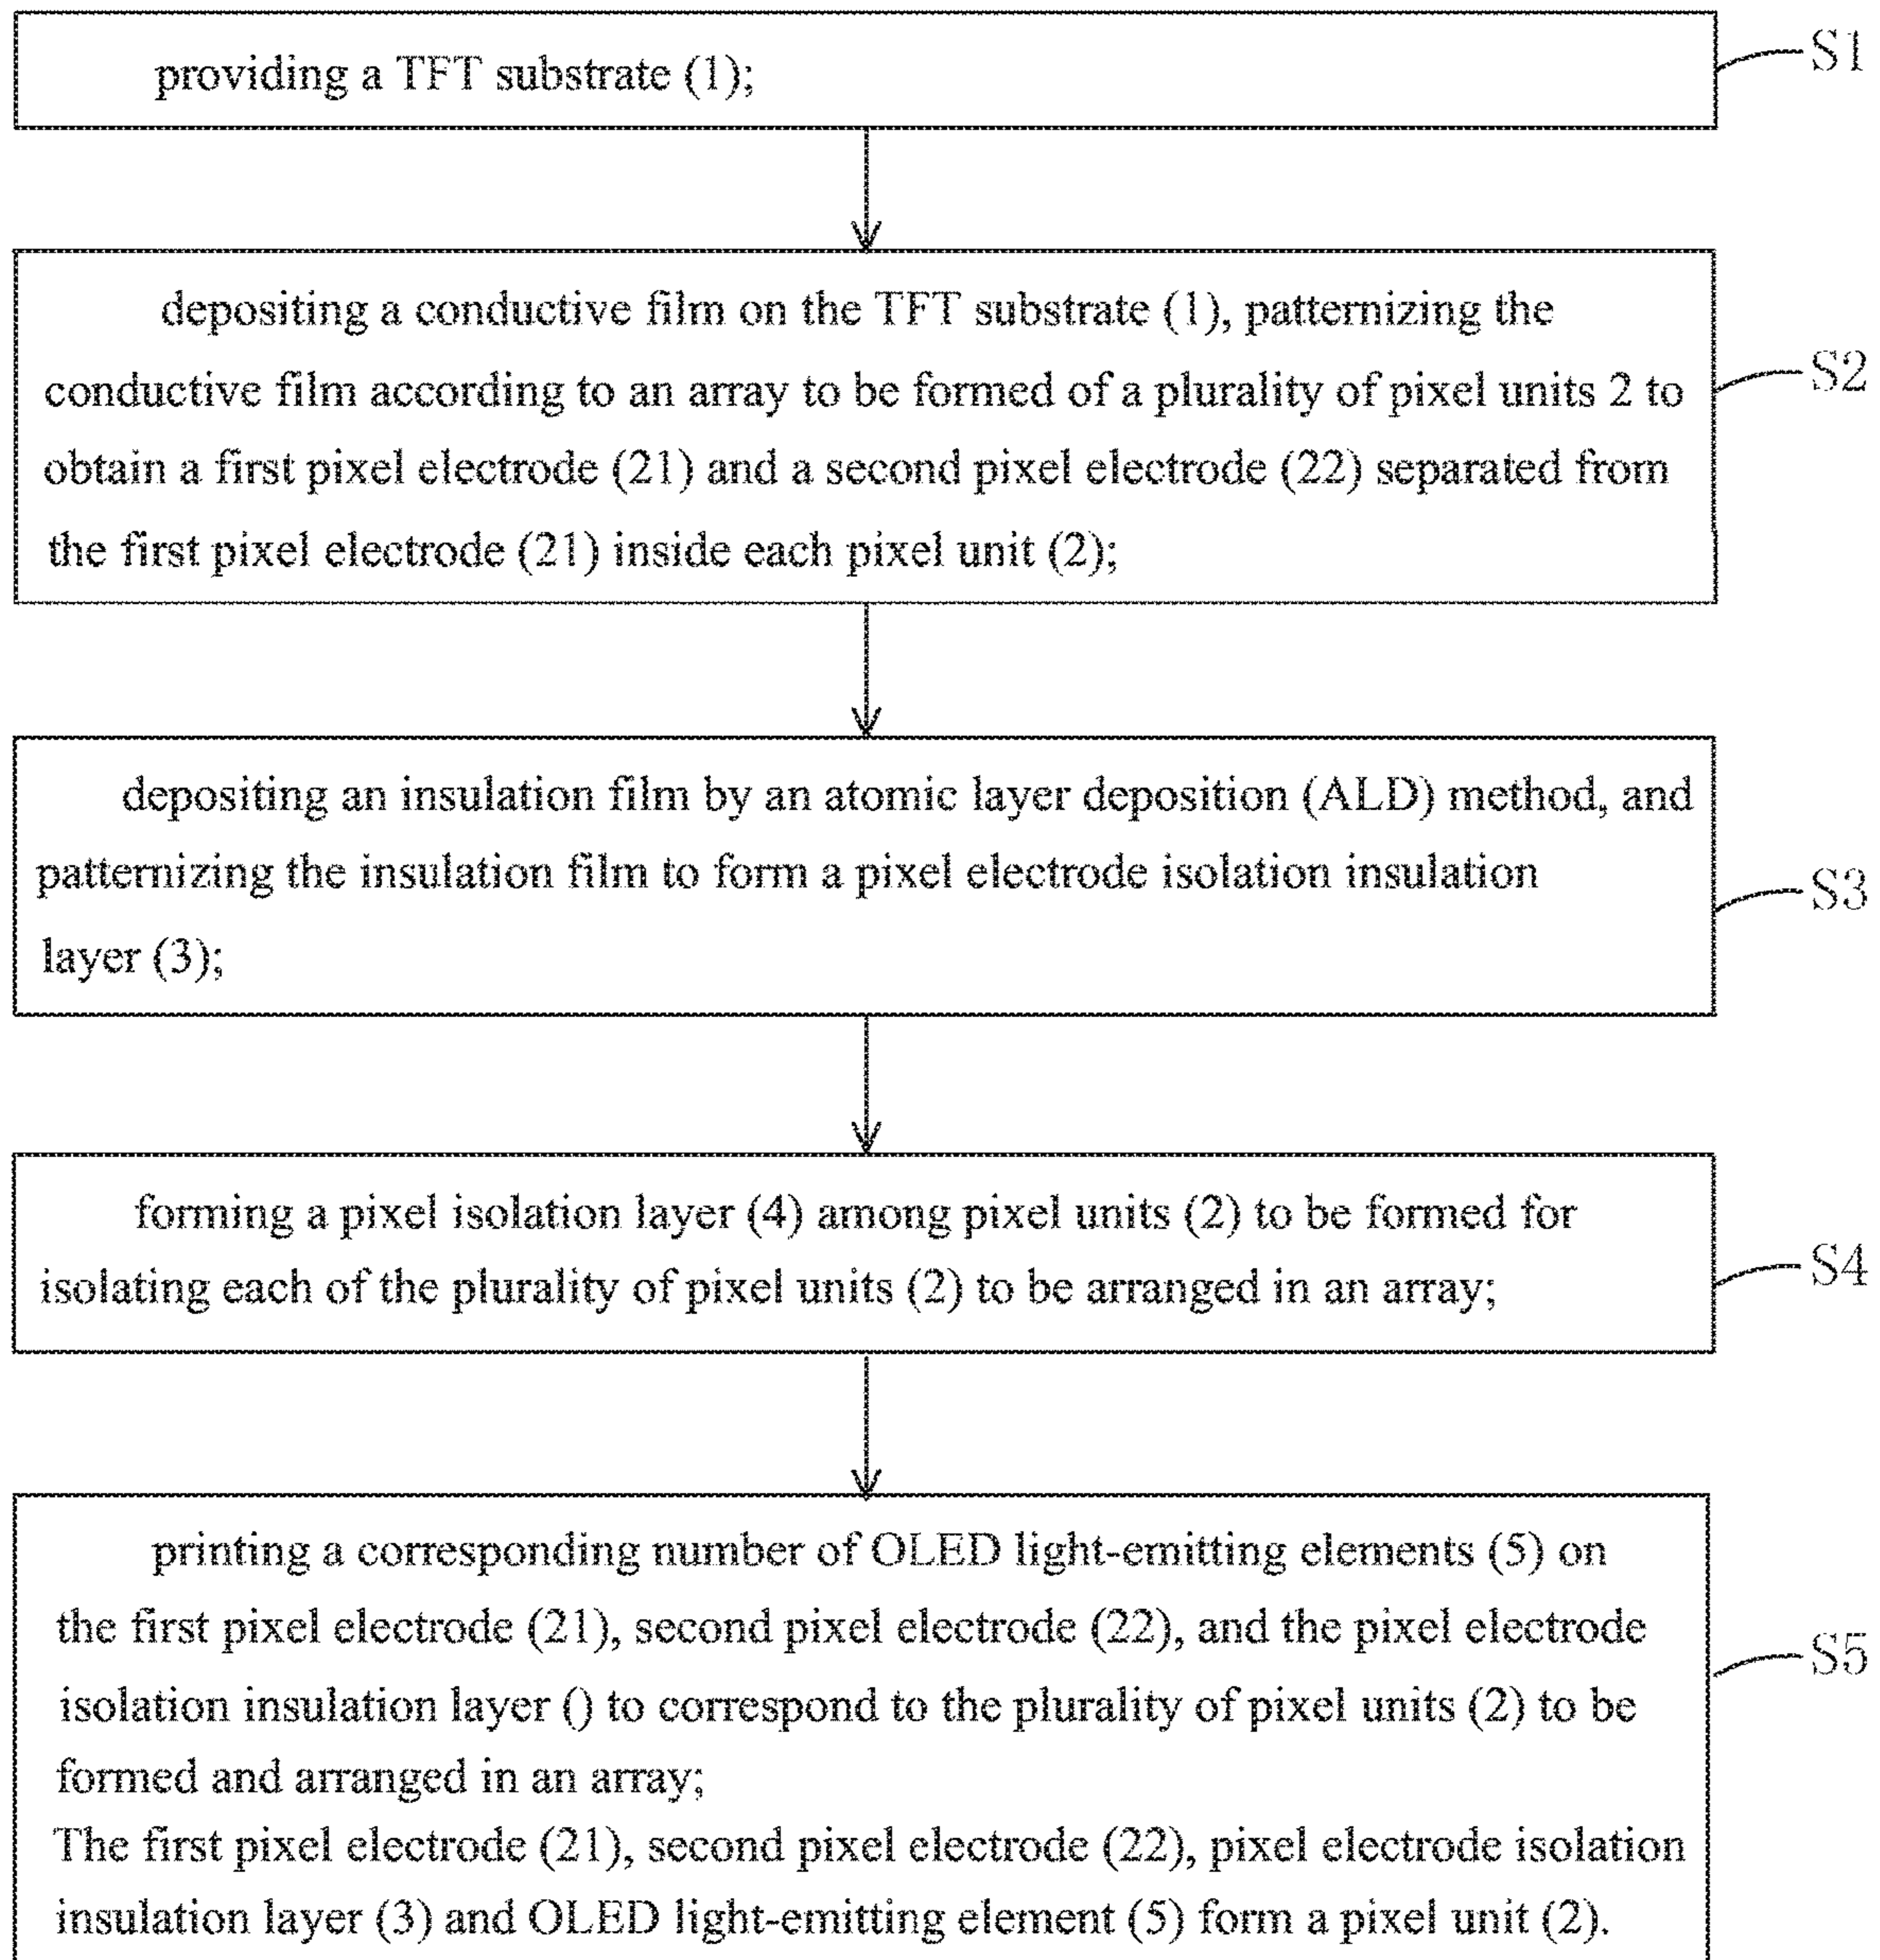 providing a TFT substrate (1);
S1
depositing a conductive film on the TFT substrate (1), patternizing the
conductive film according to an array to be formed of a plurality of pixel units 2 to
obtain a first pixel electrode (21) and a second pixel electrode (22) separated from
the first pixel electrode (21) inside each pixel unit (2);
S2
depositing an insulation film by an atomic layer deposition (ALD) method, and
patternizing the insulation film to form a pixel electrode isolation insulation
layer (3);
S3
forming a pixel isolation layer (4) among pixel units (2) to be formed for
isolating each of the plurality of pixel units (2) to be arranged in an array;
S4
printing a corresponding number of OLED light-emitting elements (5) on
the first pixel electrode (21), second pixel electrode (22), and the pixel electrode
isolation insulation layer () to correspond to the plurality of pixel units (2) to be
formed and arranged in an array;
The first pixel electrode (21), second pixel electrode (22), pixel electrode isolation
insulation layer (3) and OLED light-emitting element (5) form a pixel unit (2).
S5